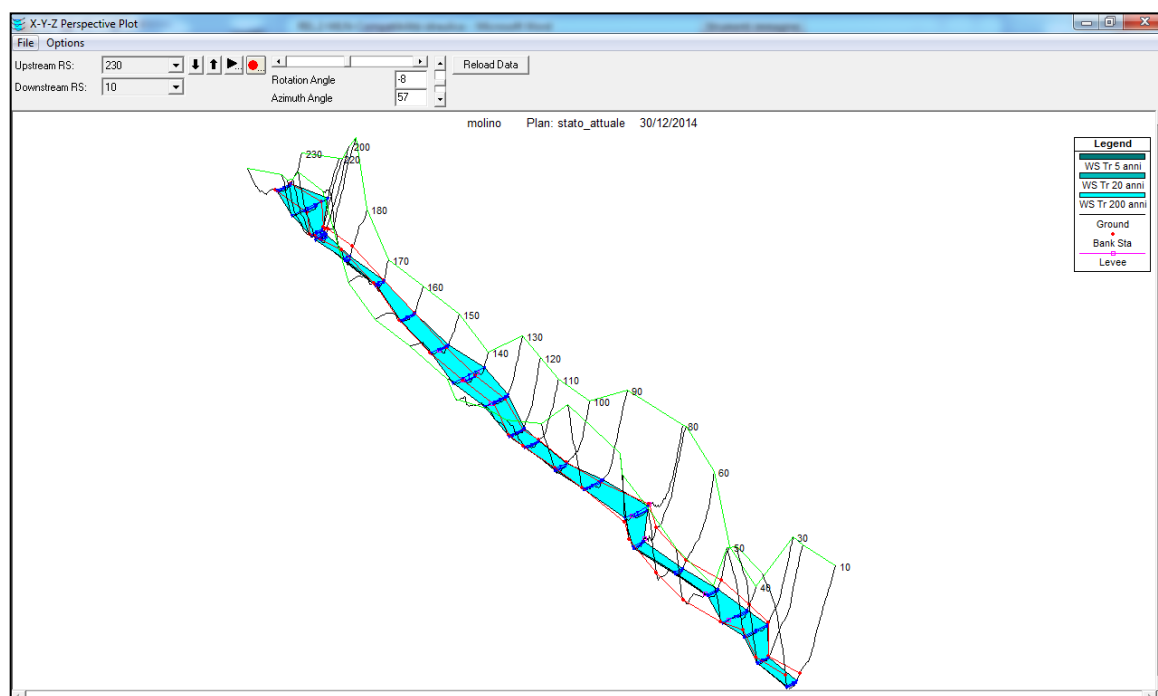 X-Y-Z Perspective Plot
File Options
Upstream RS: 230
Downstream RS: 10
Rotation Angle -8
Azimuth Angle 57
Reload Data
molino Plan: stato_attuale 30/12/2014
Legend
WS Tr 5 anni
WS Tr 20 anni
WS Tr 200 anni
Ground
Bank Sta
Levee
230
220
200
180
170
160
150
140
130
120
110
100
90
80
60
50
40
30
10